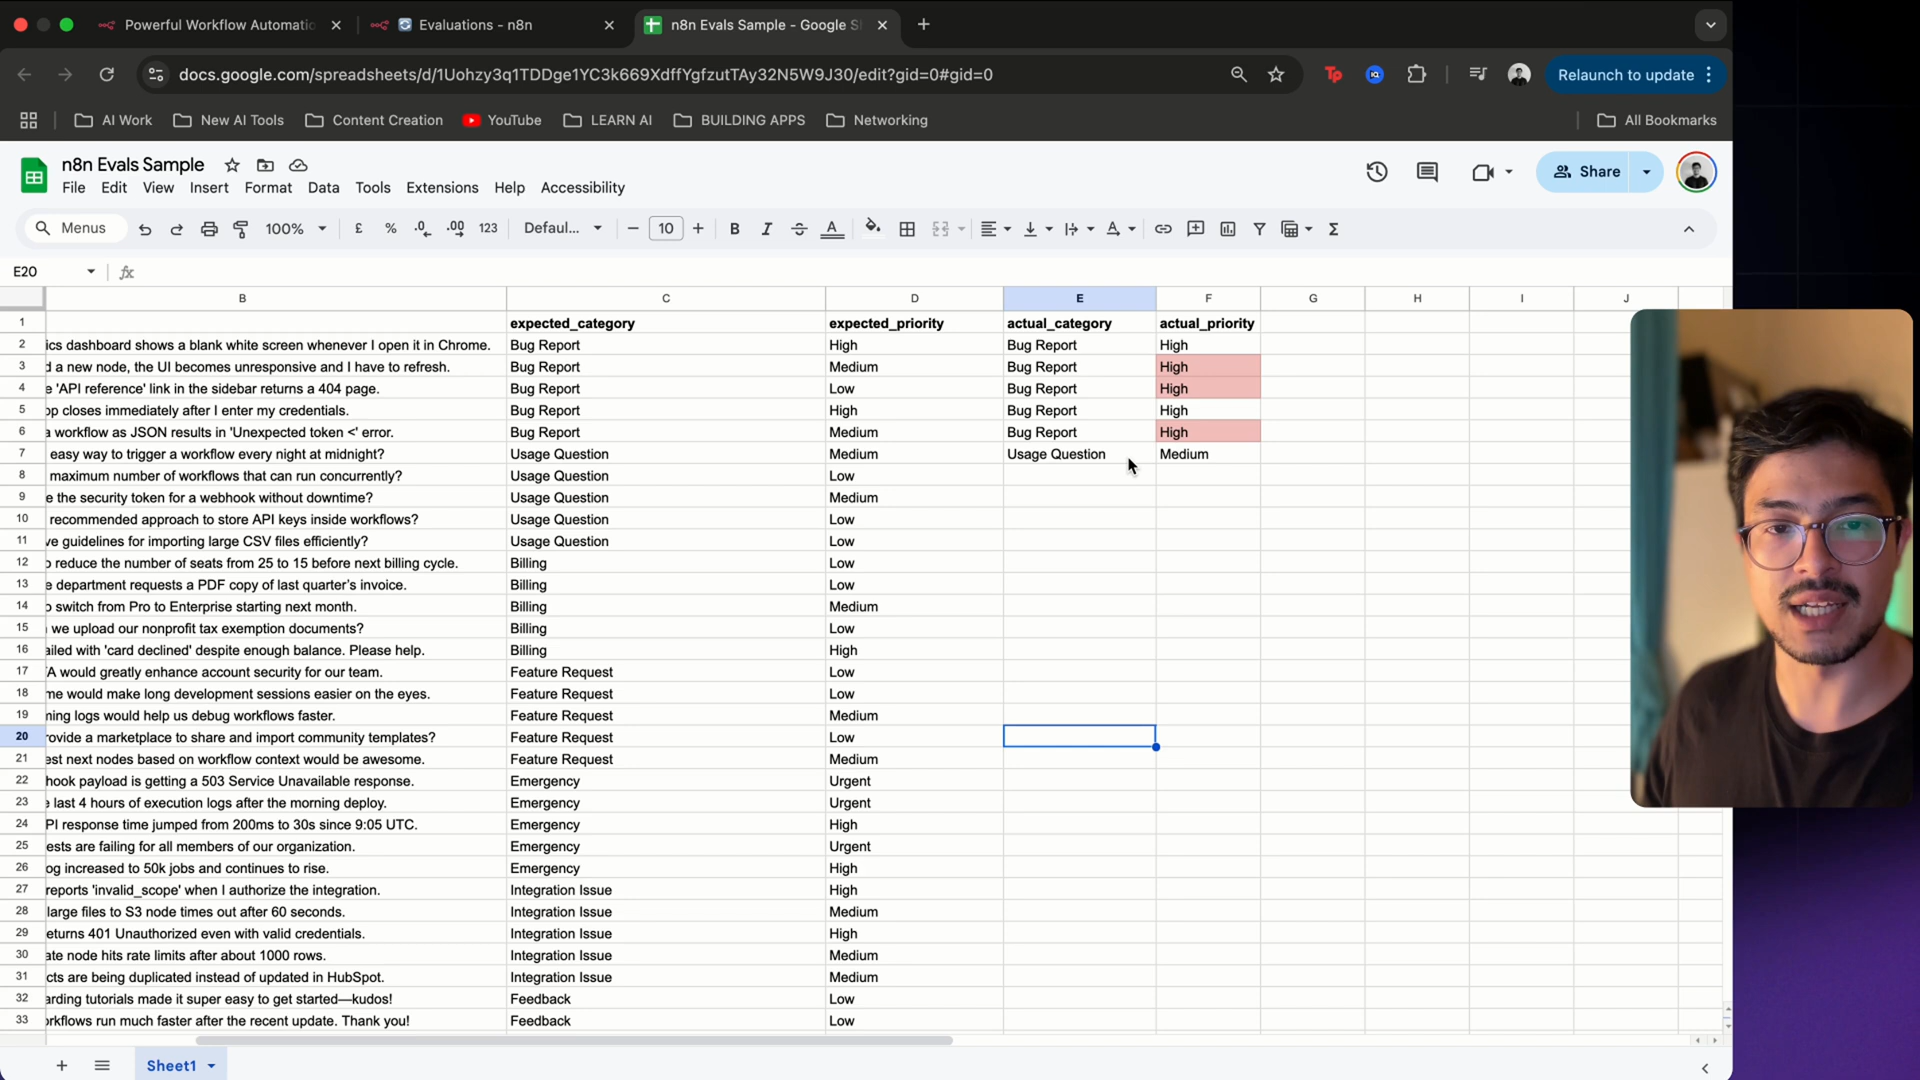 Powerful Workflow Automatio
Evaluations - n8n
n8n Evals Sample - Google S
docs.google.com/spreadsheets/d/1Uohzy3q1TDDge1YC3k669XdffYgfzutTAy32N5W9J30/edit?gid=0#gid=0
Tp
IQ
Relaunch to update
AI Work
New AI Tools
Content Creation
YouTube
LEARN AI
BUILDING APPS
Networking
All Bookmarks
n8n Evals Sample
File Edit View Insert Format Data Tools Extensions Help Accessibility
Share
Menus 100% £ % .0 .00 123 Defaul... 10 B I A Σ
E20 fx
B C D E F G H I J
1 expected_category expected_priority actual_category actual_priority
2 ics dashboard shows a blank white screen whenever I open it in Chrome. Bug Report High Bug Report High
3 d a new node, the UI becomes unresponsive and I have to refresh. Bug Report Medium Bug Report High
4 e 'API reference' link in the sidebar returns a 404 page. Bug Report Low Bug Report High
5 op closes immediately after I enter my credentials. Bug Report High Bug Report High
6 a workflow as JSON results in 'Unexpected token <' error. Bug Report Medium Bug Report High
7 easy way to trigger a workflow every night at midnight? Usage Question Medium Usage Question Medium
8 maximum number of workflows that can run concurrently? Usage Question Low
9 e the security token for a webhook without downtime? Usage Question Medium
10 recommended approach to store API keys inside workflows? Usage Question Low
11 ve guidelines for importing large CSV files efficiently? Usage Question Low
12 o reduce the number of seats from 25 to 15 before next billing cycle. Billing Low
13 e department requests a PDF copy of last quarter’s invoice. Billing Low
14 o switch from Pro to Enterprise starting next month. Billing Medium
15 we upload our nonprofit tax exemption documents? Billing Low
16 ailed with 'card declined' despite enough balance. Please help. Billing High
17 A would greatly enhance account security for our team. Feature Request Low
18 me would make long development sessions easier on the eyes. Feature Request Low
19 ming logs would help us debug workflows faster. Feature Request Medium
20 rovide a marketplace to share and import community templates? Feature Request Low
21 est next nodes based on workflow context would be awesome. Feature Request Medium
22 hook payload is getting a 503 Service Unavailable response. Emergency Urgent
23 e last 4 hours of execution logs after the morning deploy. Emergency Urgent
24 PI response time jumped from 200ms to 30s since 9:05 UTC. Emergency High
25 ests are failing for all members of our organization. Emergency Urgent
26 og increased to 50k jobs and continues to rise. Emergency High
27 reports 'invalid_scope' when I authorize the integration. Integration Issue High
28 large files to S3 node times out after 60 seconds. Integration Issue Medium
29 eturns 401 Unauthorized even with valid credentials. Integration Issue High
30 ate node hits rate limits after about 1000 rows. Integration Issue Medium
31 cts are being duplicated instead of updated in HubSpot. Integration Issue Medium
32 arding tutorials made it super easy to get started—kudos! Feedback Low
33 orkflows run much faster after the recent update. Thank you! Feedback Low
Sheet1